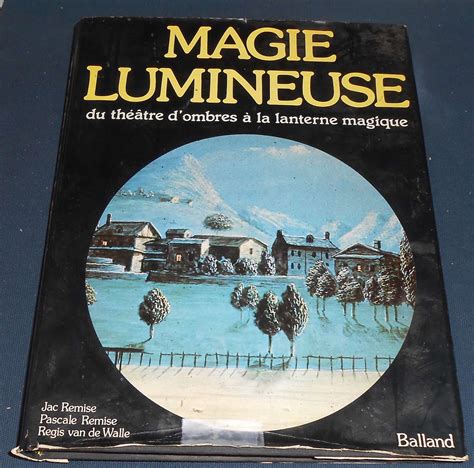 MAGIE
LUMINEUSE
du théâtre d'ombres à la lanterne magique
Jac Remise
Pascale Remise
Regis van de Walle
Balland